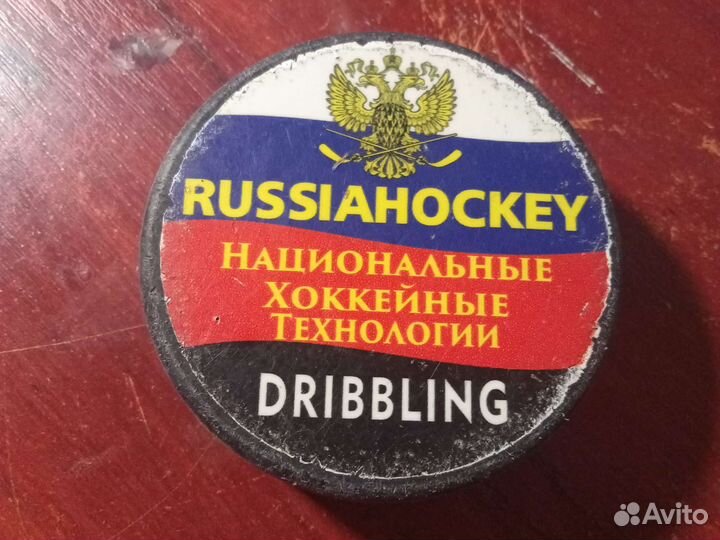 RUSSIAHOCKEY
НАЦИОНАЛЬНЫЕ
ХОККЕЙНЫЕ
ТЕХНОЛОГИИ
DRIBBLING
Avito